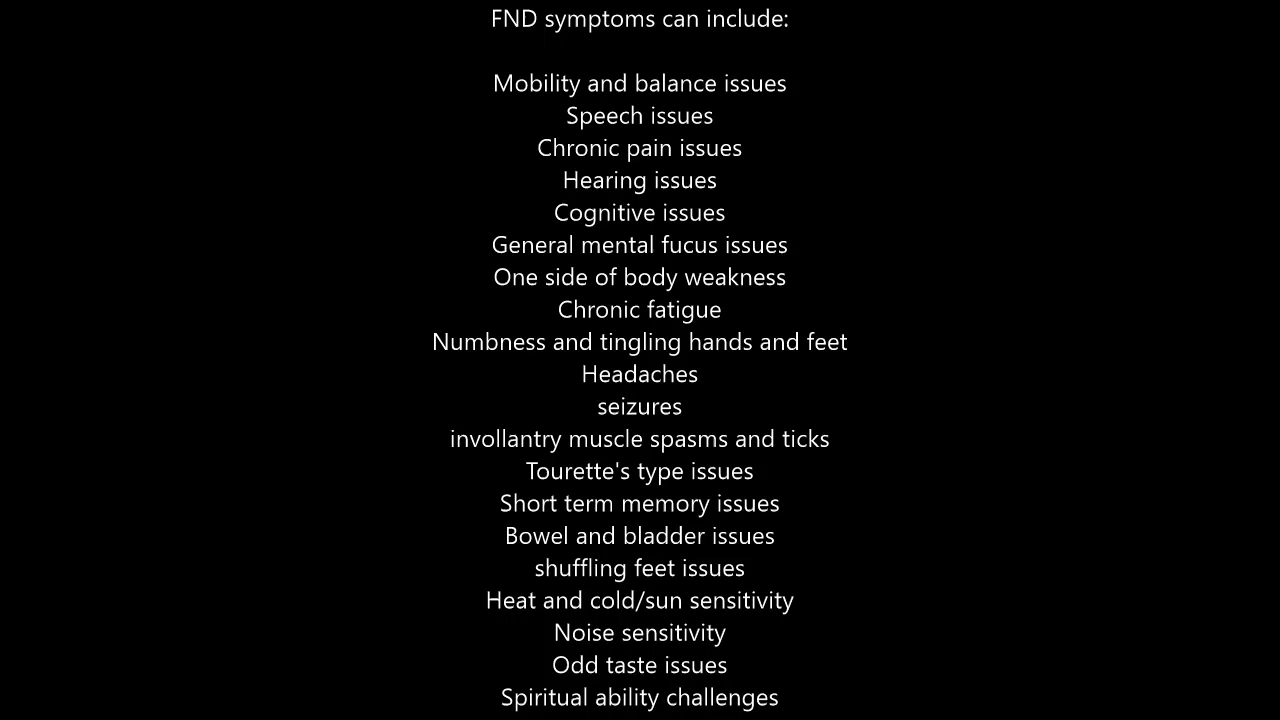 FND symptoms can include:
Mobility and balance issues
Speech issues
Chronic pain issues
Hearing issues
Cognitive issues
General mental fucus issues
One side of body weakness
Chronic fatigue
Numbness and tingling hands and feet
Headaches
seizures
invollantry muscle spasms and ticks
Tourette's type issues
Short term memory issues
Bowel and bladder issues
shuffling feet issues
Heat and cold/sun sensitivity
Noise sensitivity
Odd taste issues
Spiritual ability challenges